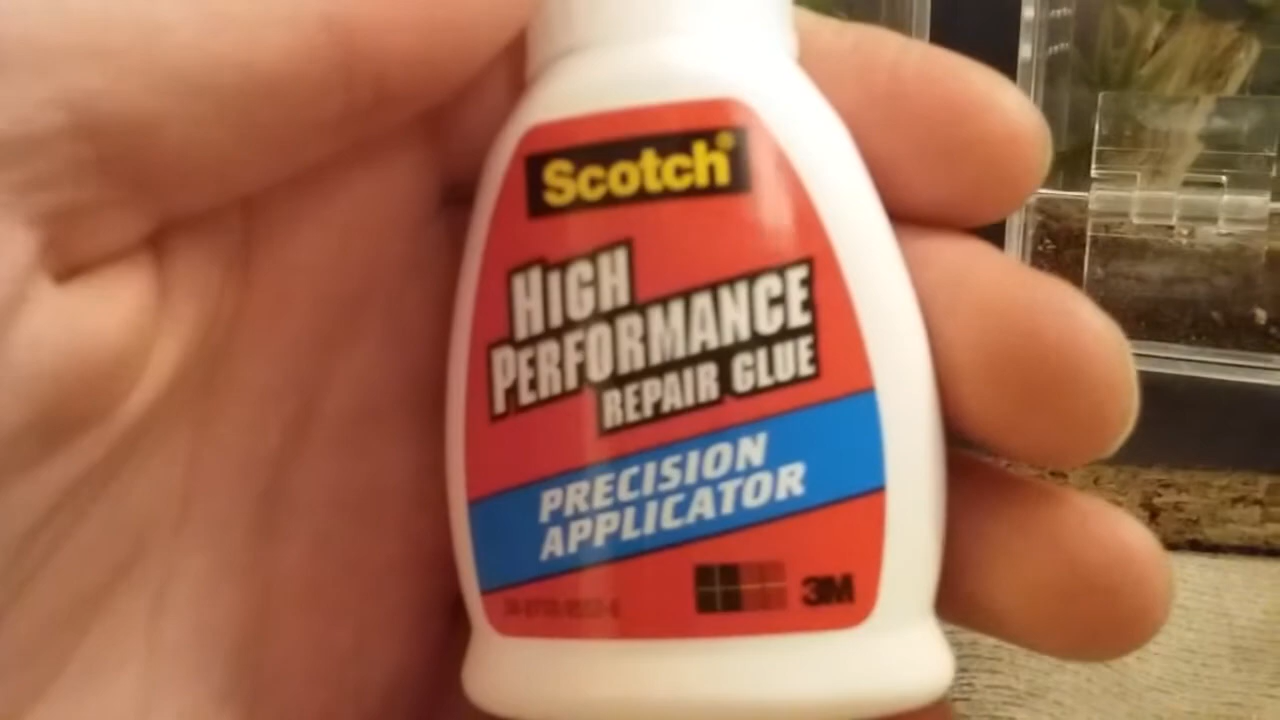 Scotch®
HIGH
PERFORMANCE
REPAIR GLUE
PRECISION
APPLICATOR
3M